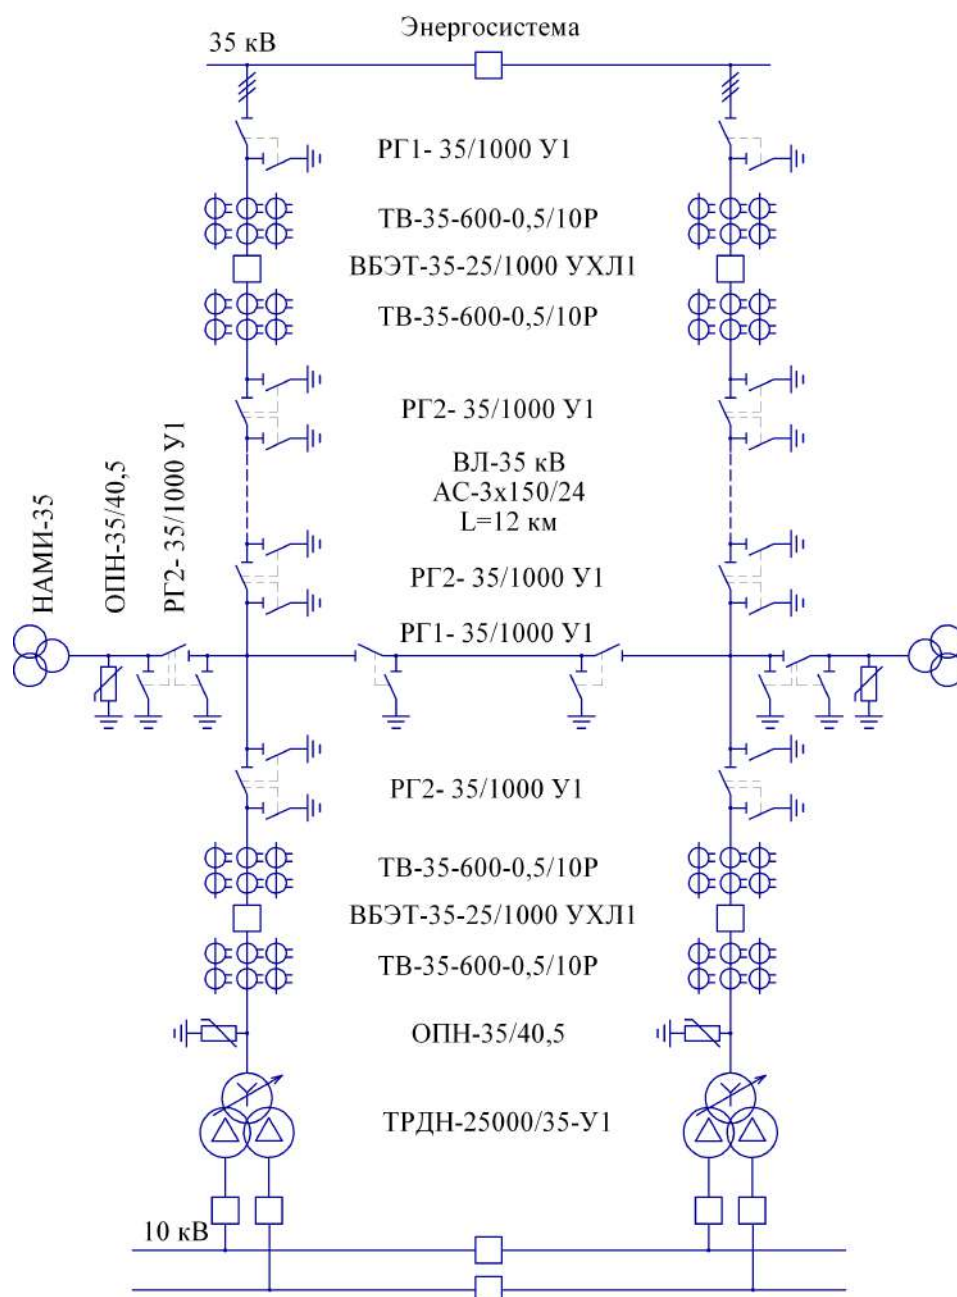 Энергосистема
35 кВ
РГ1- 35/1000 У1
ТВ-35-600-0,5/10Р
ВБЭТ-35-25/1000 УХЛ1
ТВ-35-600-0,5/10Р
РГ2- 35/1000 У1
ВЛ-35 кВ
АС-3х150/24
L=12 км
НАМИ-35
ОПН-35/40,5
РГ2- 35/1000 У1
РГ2- 35/1000 У1
РГ1- 35/1000 У1
РГ2- 35/1000 У1
ТВ-35-600-0,5/10Р
ВБЭТ-35-25/1000 УХЛ1
ТВ-35-600-0,5/10Р
ОПН-35/40,5
ТРДН-25000/35-У1
10 кВ